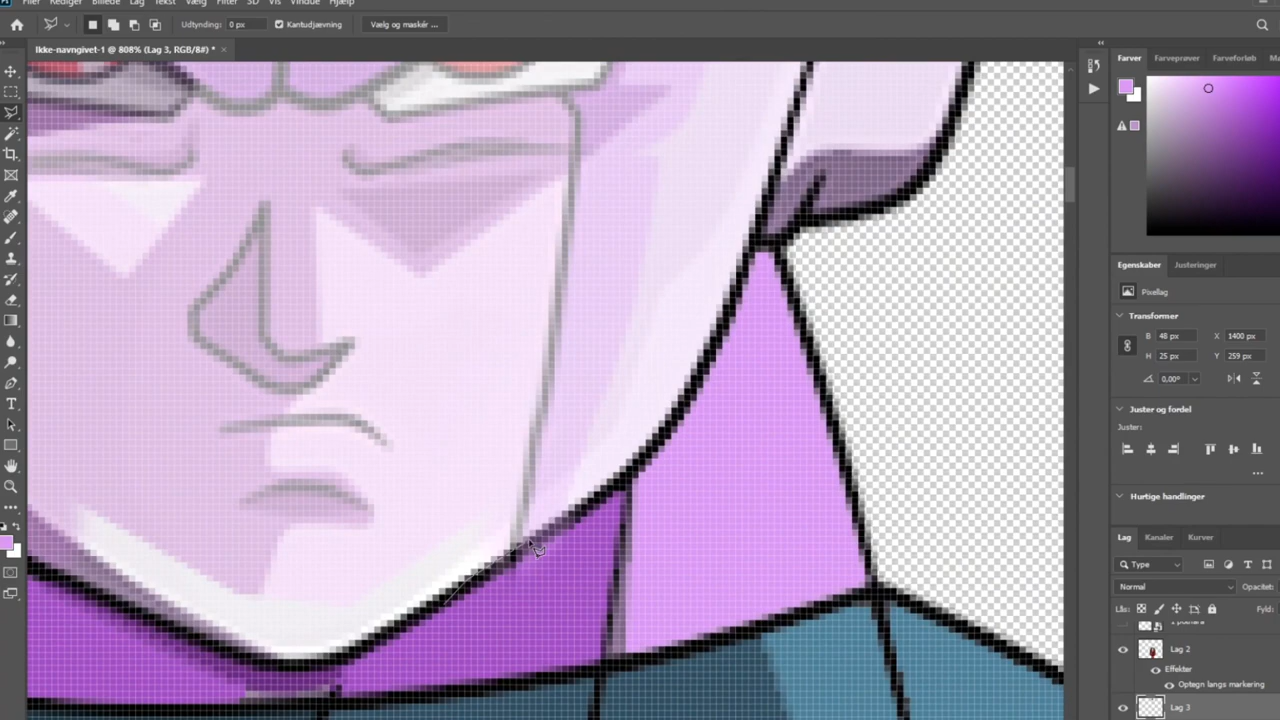 Filer Rediger Billede Lag Tekst Vælg Filter 3D Vis Vindue Hjælp
Udtynding: 0 px Kantudjævning Vælg og maskér ...
Ikke-navngivet-1 @ 808% (Lag 3, RGB/8#) * ×
Farver Farveprøver Farveforløb
Egenskaber Justeringer
Pixellag
Transformer
B 48 px X 1400 px
H 25 px Y 259 px
0,00°
Juster og fordel
Juster:
Hurtige handlinger
Lag Kanaler Kurver
Type
Normal Opacitet:
Lås: Fyld:
Lag 2
Effekter
Optegn langs markering
Lag 3